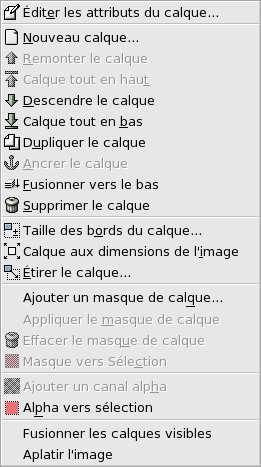 Éditer les attributs du calque...
Nouveau calque...
Remonter le calque
Calque tout en haut
Descendre le calque
Calque tout en bas
Dupliquer le calque
Ancrer le calque
Fusionner vers le bas
Supprimer le calque
Taille des bords du calque...
Calque aux dimensions de l'image
Étirer le calque...
Ajouter un masque de calque...
Appliquer le masque de calque
Effacer le masque de calque
Masque vers Sélection
Ajouter un canal alpha
Alpha vers sélection
Fusionner les calques visibles
Aplatir l'image